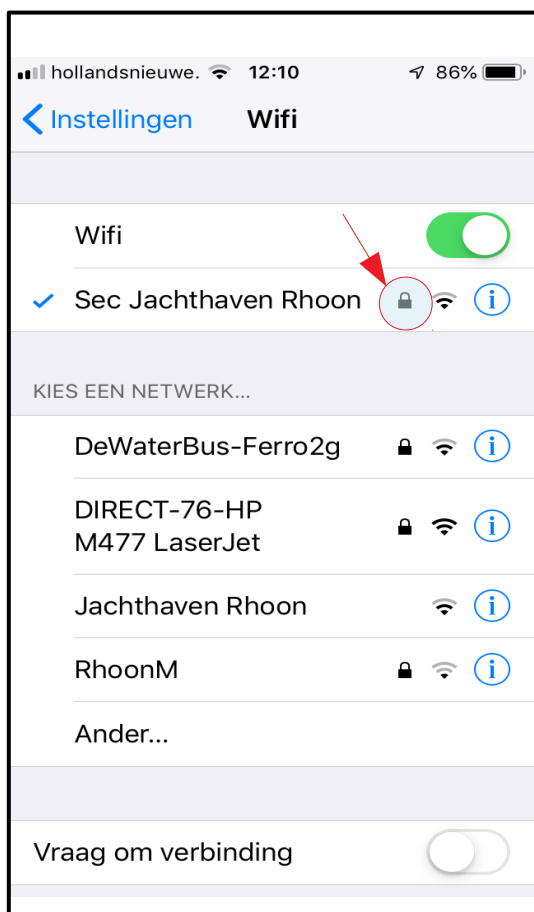 hollandsnieuwe. 12:10 86%
Instellingen Wifi
Wifi
Sec Jachthaven Rhoon
KIES EEN NETWERK...
DeWaterBus-Ferro2g
DIRECT-76-HP
M477 LaserJet
Jachthaven Rhoon
RhoonM
Ander...
Vraag om verbinding